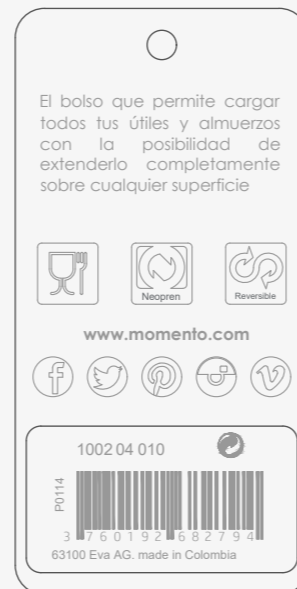 El bolso que permite cargar
todos tus útiles y almuerzos
con la posibilidad de
extenderlo completamente
sobre cualquier superficie
Neopren
Reversible
www.momento.com
1002 04 010
P0114
3 760192 682794
63100 Eva AG. made in Colombia